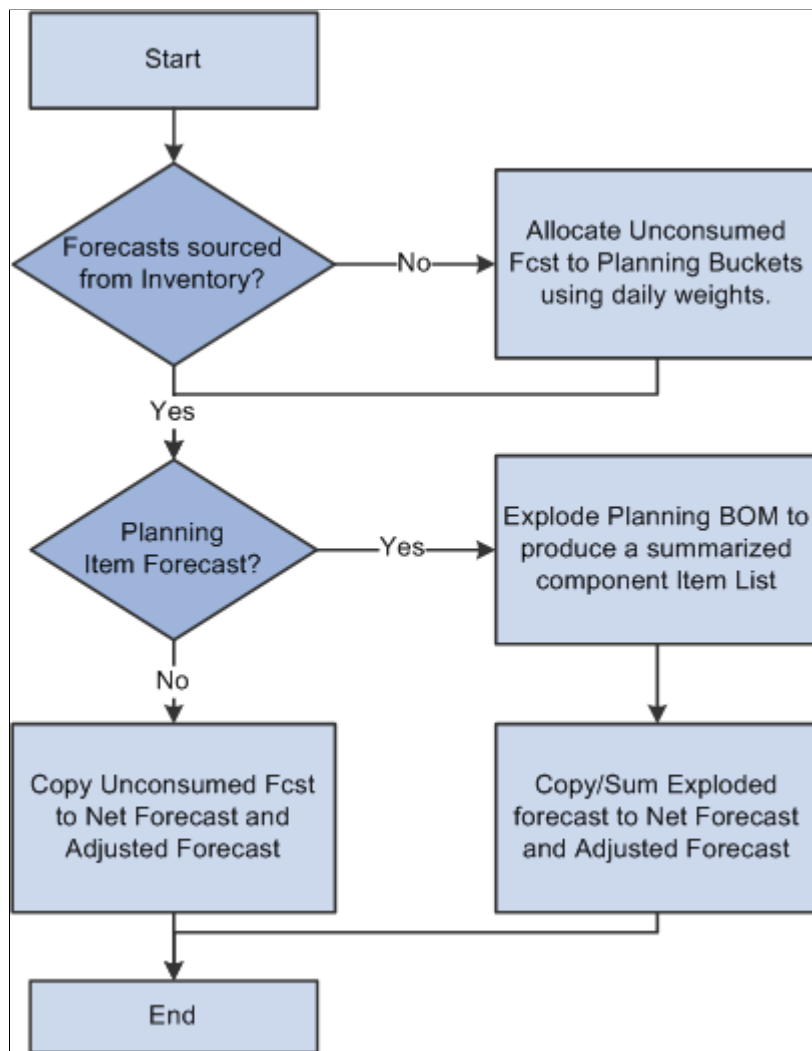 Start
Forecasts sourced
from Inventory?
No
Allocate Unconsumed
Fcst to Planning Buckets
using daily weights.
Yes
Planning
Item Forecast?
Yes
Explode Planning BOM to
produce a summarized
component Item List
No
Copy Unconsumed Fcst
to Net Forecast and
Adjusted Forecast
Copy/Sum Exploded
forecast to Net Forecast
and Adjusted Forecast
End